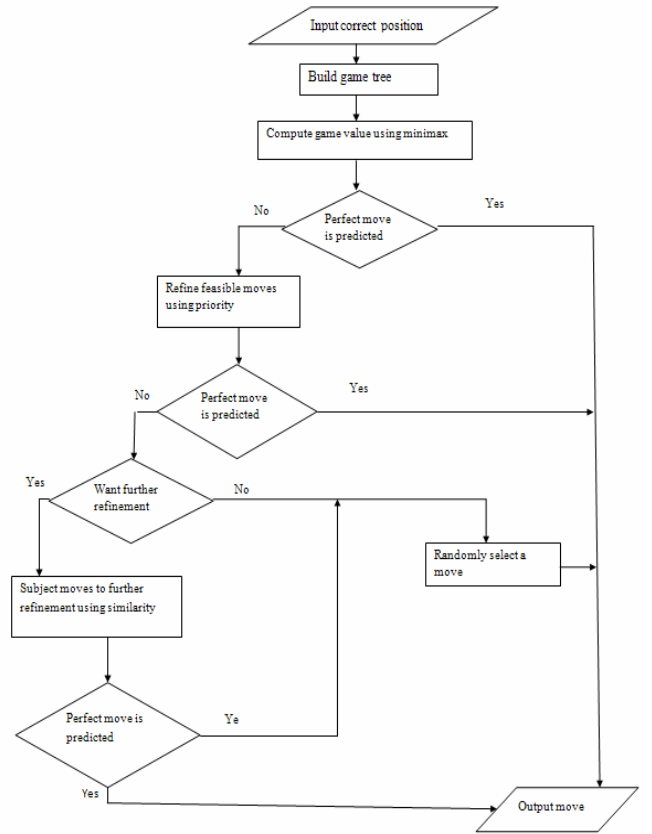 Input correct position
Build game tree
Compute game value using minimax
No
Yes
Perfect move
is predicted
Refine feasible moves
using priority
No
Yes
Perfect move
is predicted
Yes
No
Want further
refinement
Randomly select a
move
Subject moves to further
refinement using similarity
Perfect move is
predicted
Ye
Yes
Output move